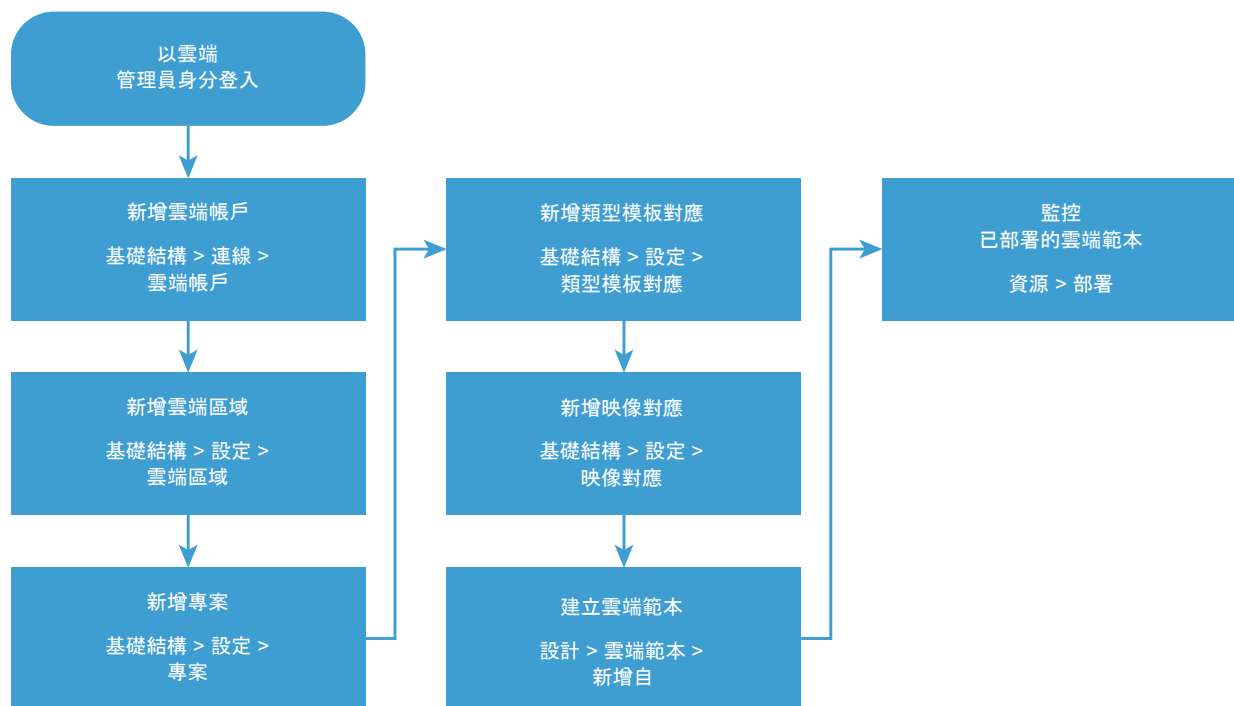 以雲端
管理員身分登入
新增雲端帳戶
基礎結構 > 連線 >
雲端帳戶
新增雲端區域
基礎結構 > 設定 >
雲端區域
新增專案
基礎結構 > 設定 >
專案
新增類型模板對應
基礎結構 > 設定 >
類型模板對應
新增映像對應
基礎結構 > 設定 >
映像對應
建立雲端範本
設計 > 雲端範本 >
新增自
監控
已部署的雲端範本
資源 > 部署